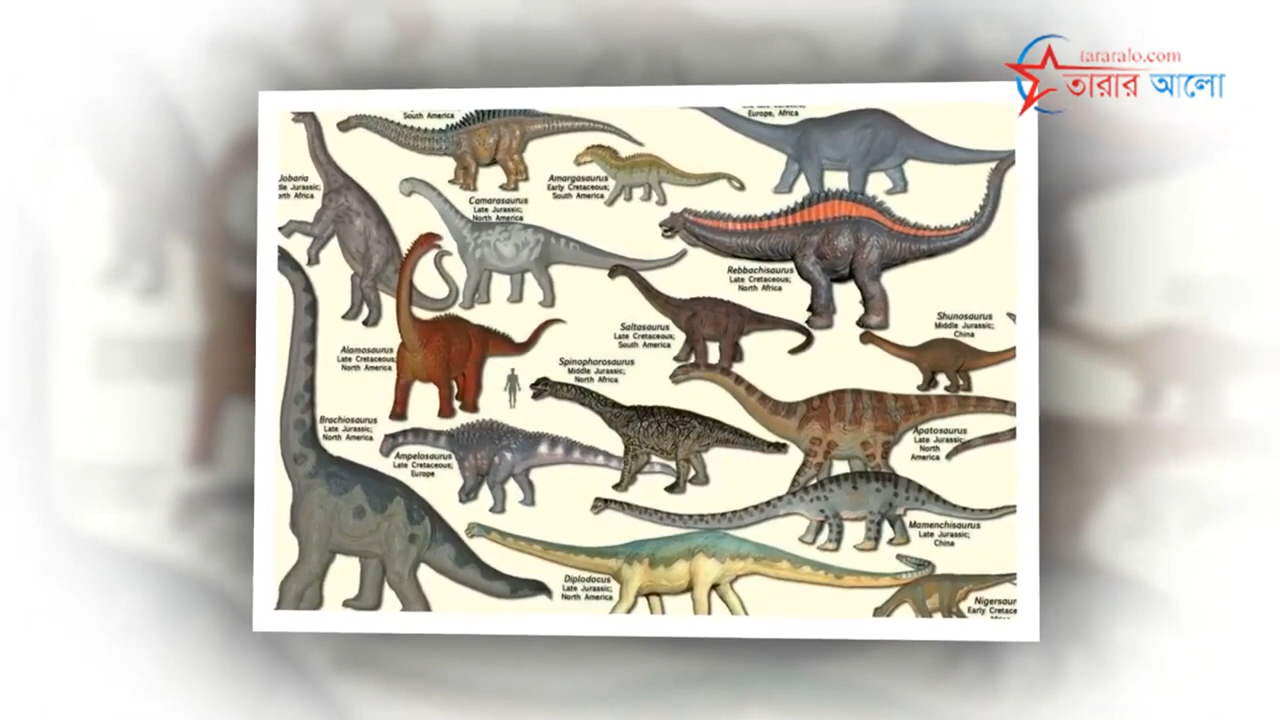 tararalo.com
তারার আলো
South America
Europe, Africa
Jobaria
Jurassic;
Africa
Amargasaurus
Early Cretaceous;
South America
Camarasaurus
Late Jurassic;
North America
Rebbachisaurus
Late Cretaceous;
North Africa
Saltasaurus
Late Cretaceous;
South America
Shunosaurus
Middle Jurassic;
China
Alamosaurus
Late Cretaceous;
North America
Spinophorosaurus
Middle Jurassic;
North Africa
Brachiosaurus
Late Jurassic;
North America
Apatosaurus
Late Jurassic;
North
America
Ampelosaurus
Late Cretaceous;
Europe
Mamenchisaurus
Late Jurassic;
China
Diplodocus
Late Jurassic;
North America
Nigersaur
Early Cretace